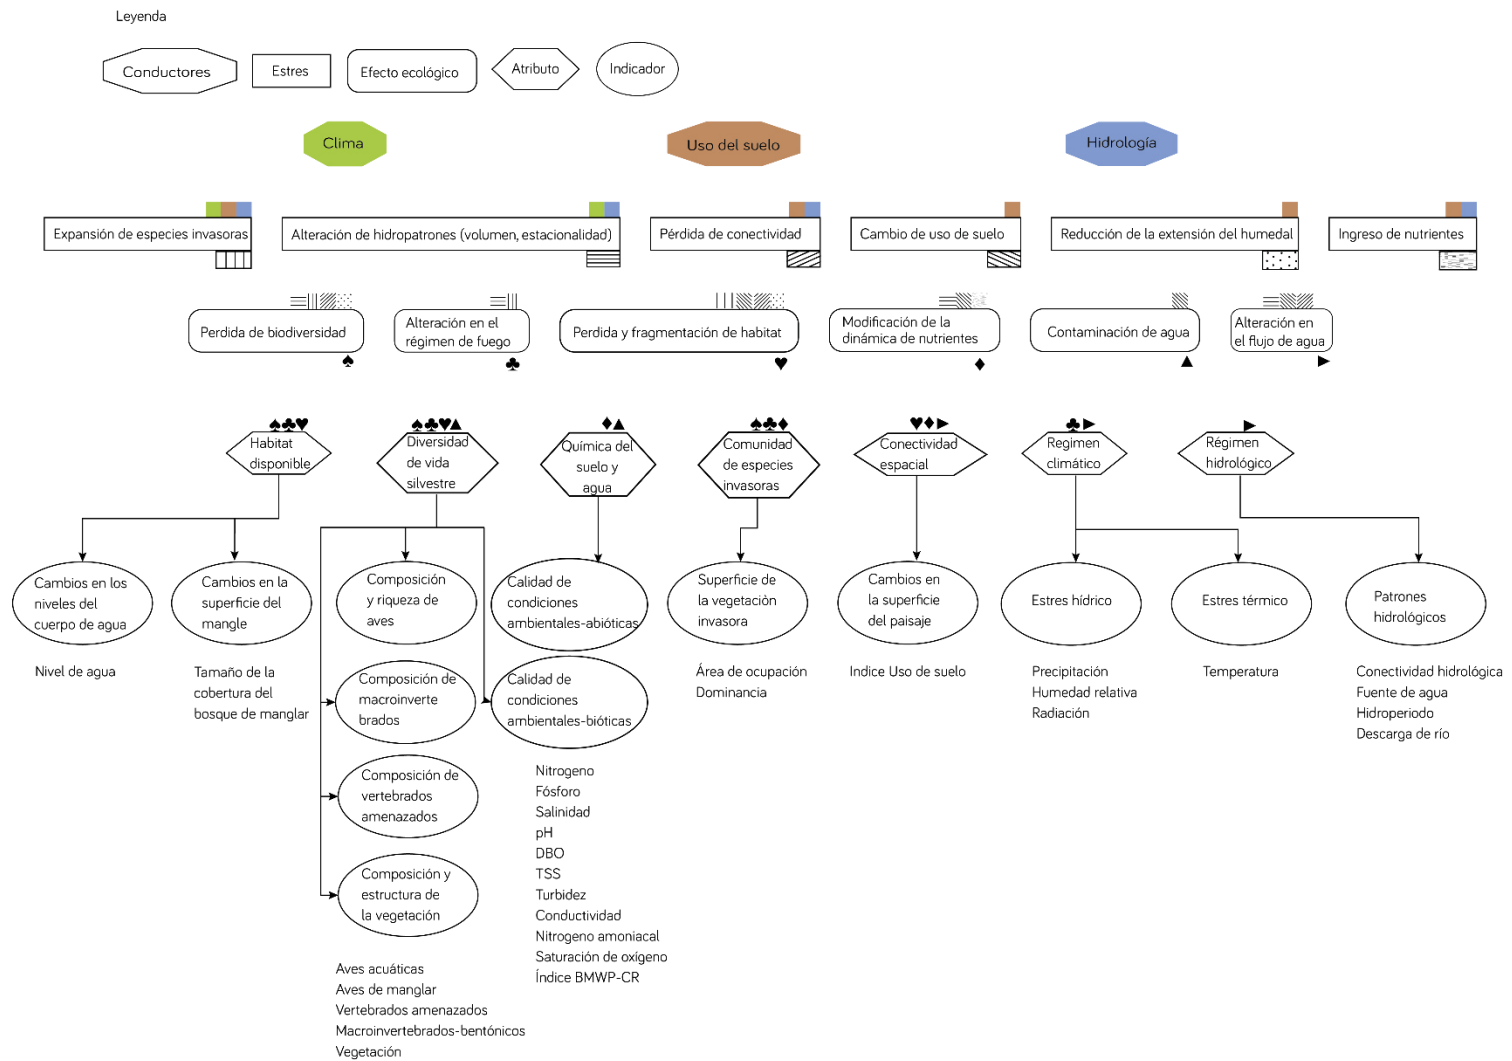 Leyenda
Conductores
Estres
Efecto ecológico
Atributo
Indicador
Clima
Uso del suelo
Hidrología
Expansión de especies invasoras
Alteración de hidropatrones (volumen, estacionalidad)
Pérdida de conectividad
Cambio de uso de suelo
Reducción de la extensión del humedal
Ingreso de nutrientes
Perdida de biodiversidad
Alteración en el
régimen de fuego
Perdida y fragmentación de habitat
Modificación de la
dinámica de nutrientes
Contaminación de agua
Alteración en
el flujo de agua
Habitat
disponible
Diversidad
de vida
silvestre
Química del
suelo y
agua
Comunidad
de especies
invasoras
Conectividad
espacial
Regimen
climático
Régimen
hidrológico
Cambios en los
niveles del
cuerpo de agua
Cambios en la
superficie del
mangle
Composición
y riqueza de
aves
Calidad de
condiciones
ambientales-abióticas
Superficie de
la vegetaciòn
invasora
Cambios en
la superficie
del paisaje
Estres hídrico
Estres térmico
Patrones
hidrológicos
Nivel de agua
Tamaño de la
cobertura del
bosque de manglar
Composición de
macroinverte
brados
Calidad de
condiciones
ambientales-bióticas
Área de ocupación
Dominancia
Indice Uso de suelo
Precipitación
Humedad relativa
Radiación
Temperatura
Conectividad hidrológica
Fuente de agua
Hidroperiodo
Descarga de río
Composición de
vertebrados
amenazados
Composición y
estructura de
la vegetación
Nitrogeno
Fósforo
Salinidad
pH
DBO
TSS
Turbidez
Conductividad
Nitrogeno amoniacal
Saturación de oxígeno
Índice BMWP-CR
Aves acuáticas
Aves de manglar
Vertebrados amenazados
Macroinvertebrados-bentónicos
Vegetación